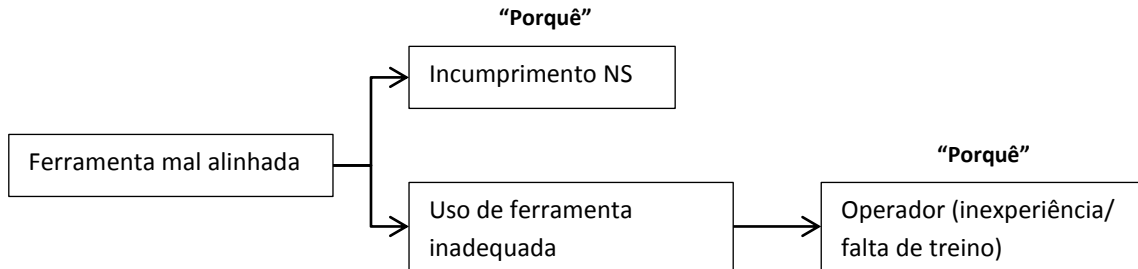 “Porquê”
Incumprimento NS
Ferramenta mal alinhada
“Porquê”
Uso de ferramenta
inadequada
Operador (inexperiência/
falta de treino)